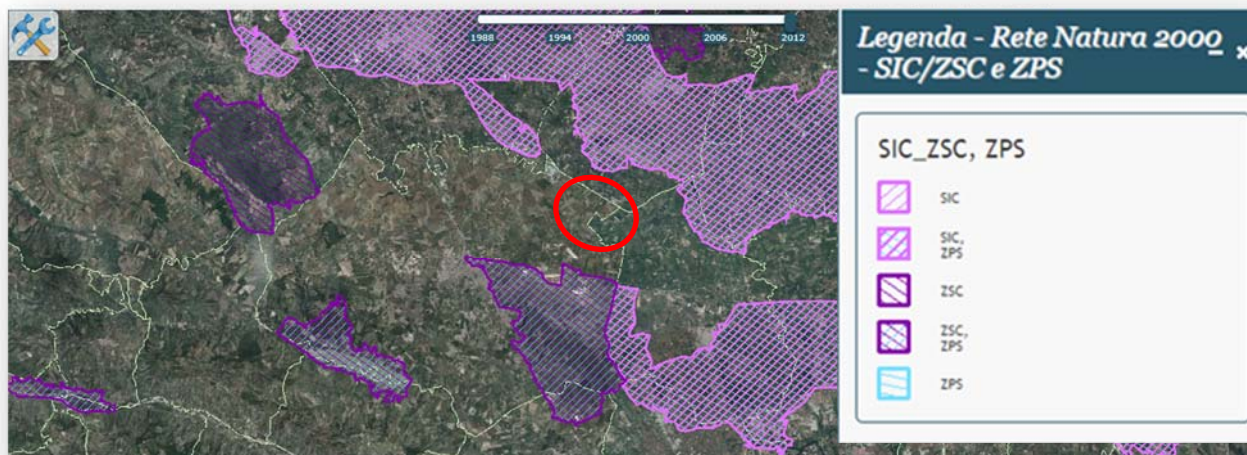 1988 1994 2000 2006 2012
Legenda - Rete Natura 2000
- SIC/ZSC e ZPS
SIC_ZSC, ZPS
SIC
SIC,
ZPS
ZSC
ZSC,
ZPS
ZPS